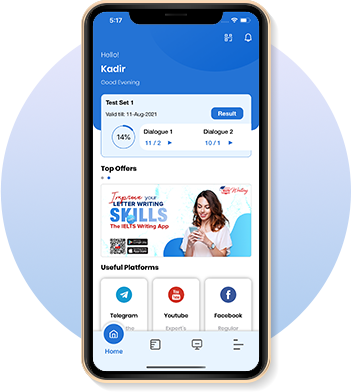 5:17
Hello!
Kadir
Good Evening
Test Set 1
Valid till: 11-Aug-2021
Result
14%
Dialogue 1
11 / 2
Dialogue 2
10 / 1
Top Offers
Improve your
LETTER WRITING
SKILLS
The IELTS Writing App
Writing
Useful Platforms
Telegram
Youtube
Facebook
the
Expert's
Regular
Home